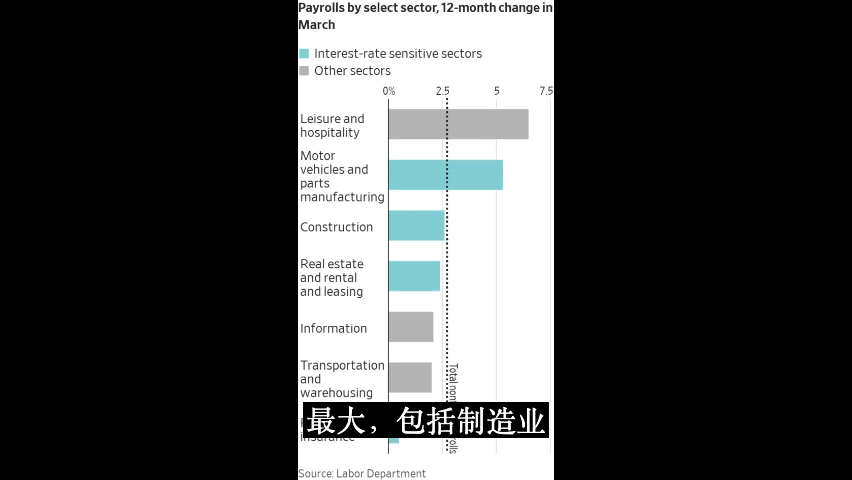 Payrolls by select sector, 12-month change in
March
Interest-rate sensitive sectors
Other sectors
0% 2.5 5 7.5
Leisure and
hospitality
Motor
vehicles and
parts
manufacturing
Construction
Real estate
and rental
and leasing
Information
Transportation
and
warehousing
Total
最大，包括制造业
insurance
Source: Labor Department